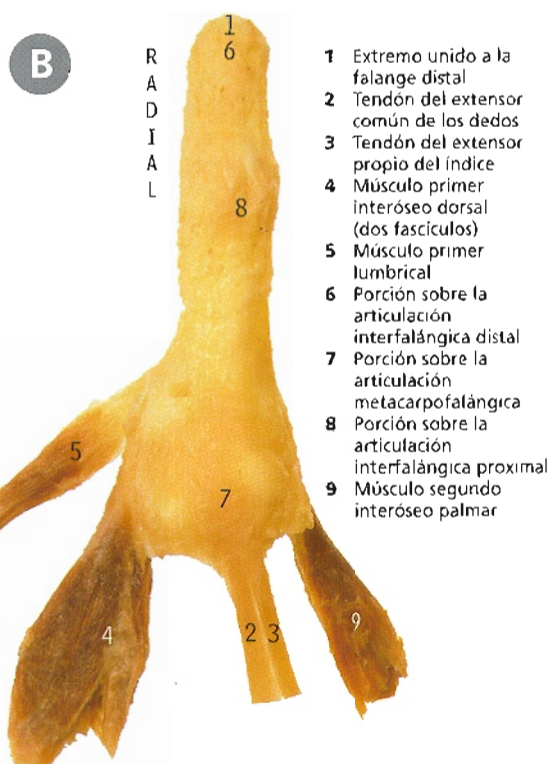 B
RADIAL
1
6
8
5
7
4
2 3
9
1 Extremo unido a la
falange distal
2 Tendón del extensor
común de los dedos
3 Tendón del extensor
propio del índice
4 Músculo primer
interóseo dorsal
(dos fascículos)
5 Músculo primer
lumbrical
6 Porción sobre la
articulación
interfalángica distal
7 Porción sobre la
articulación
metacarpofalángica
8 Porción sobre la
articulación
interfalángica proximal
9 Músculo segundo
interóseo palmar